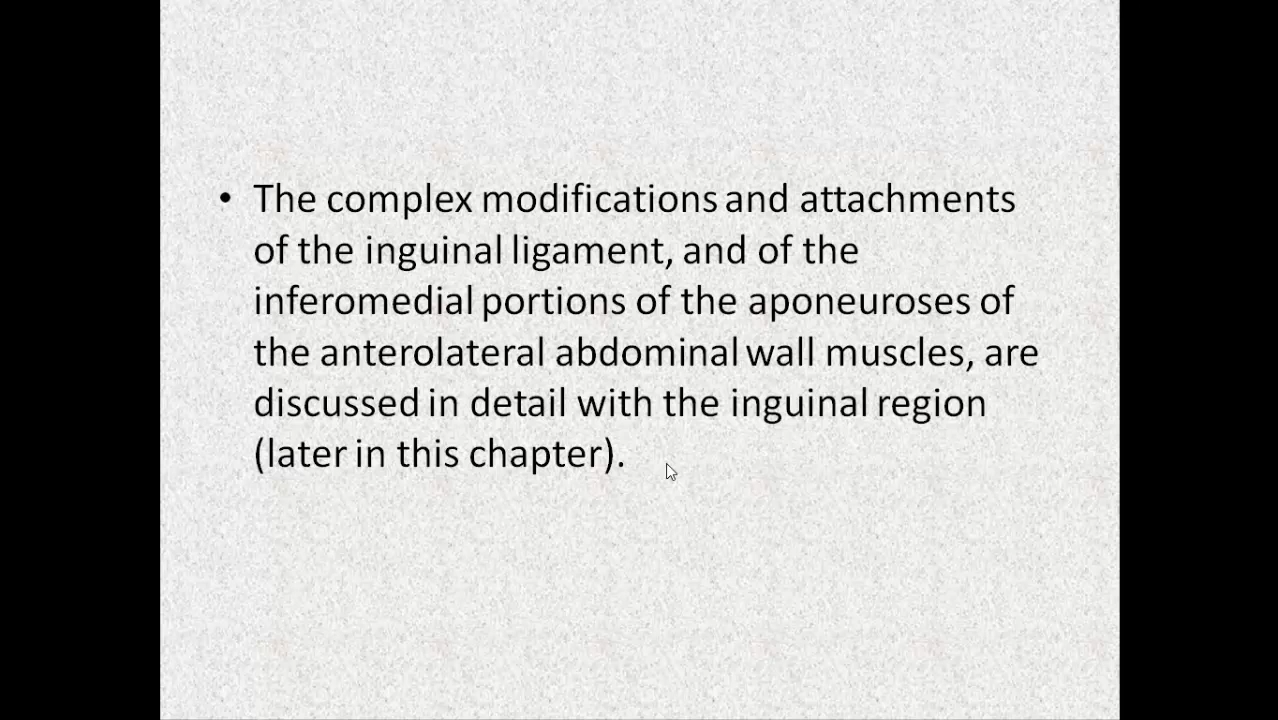 • The complex modifications and attachments
of the inguinal ligament, and of the
inferomedial portions of the aponeuroses of
the anterolateral abdominal wall muscles, are
discussed in detail with the inguinal region
(later in this chapter).